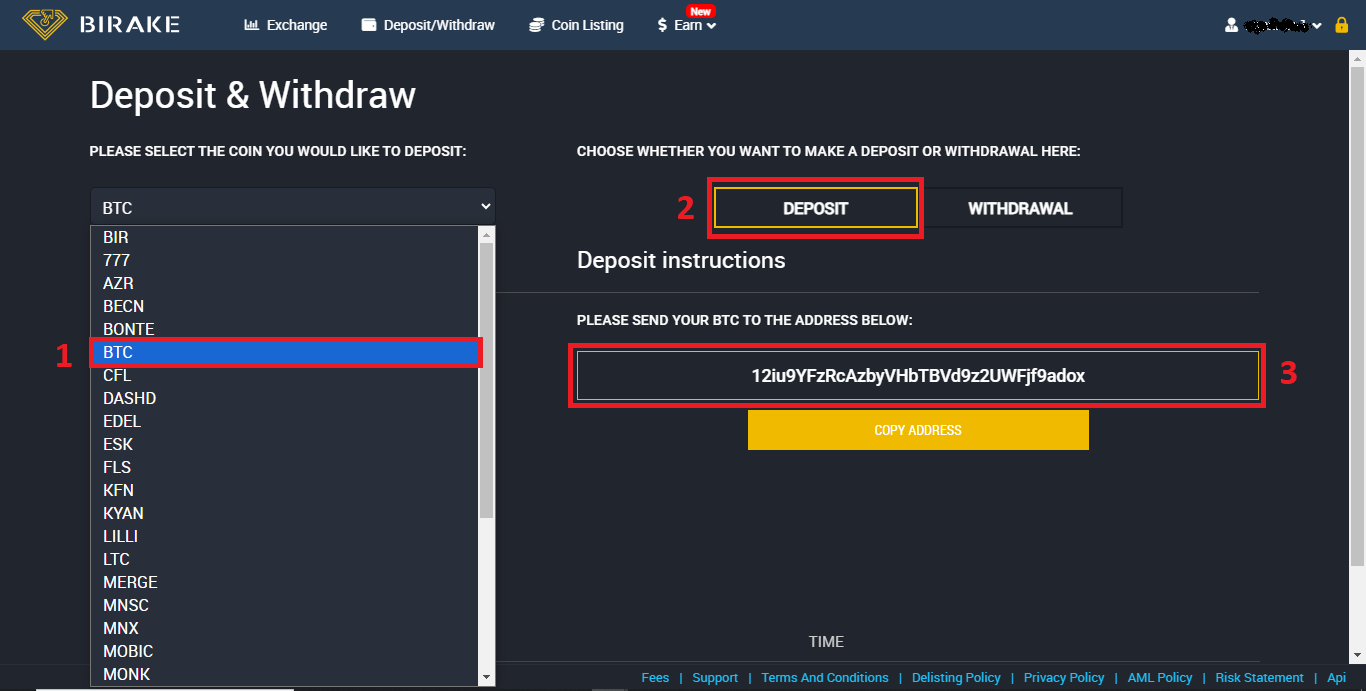 BIRAKE
Exchange
Deposit/Withdraw
Coin Listing
$ Earn
New
Deposit & Withdraw
PLEASE SELECT THE COIN YOU WOULD LIKE TO DEPOSIT:
BTC
BIR
777
AZR
BECN
BONTE
1
BTC
CFL
DASHD
EDEL
ESK
FLS
KFN
KYAN
LILLI
LTC
MERGE
MNSC
MNX
MOBIC
MONK
CHOOSE WHETHER YOU WANT TO MAKE A DEPOSIT OR WITHDRAWAL HERE:
2
DEPOSIT
WITHDRAWAL
Deposit instructions
PLEASE SEND YOUR BTC TO THE ADDRESS BELOW:
12iu9YFzRcAzbyVHbTBVd9z2UWFjf9adox
3
COPY ADDRESS
TIME
Fees | Support | Terms And Conditions | Delisting Policy | Privacy Policy | AML Policy | Risk Statement | Api